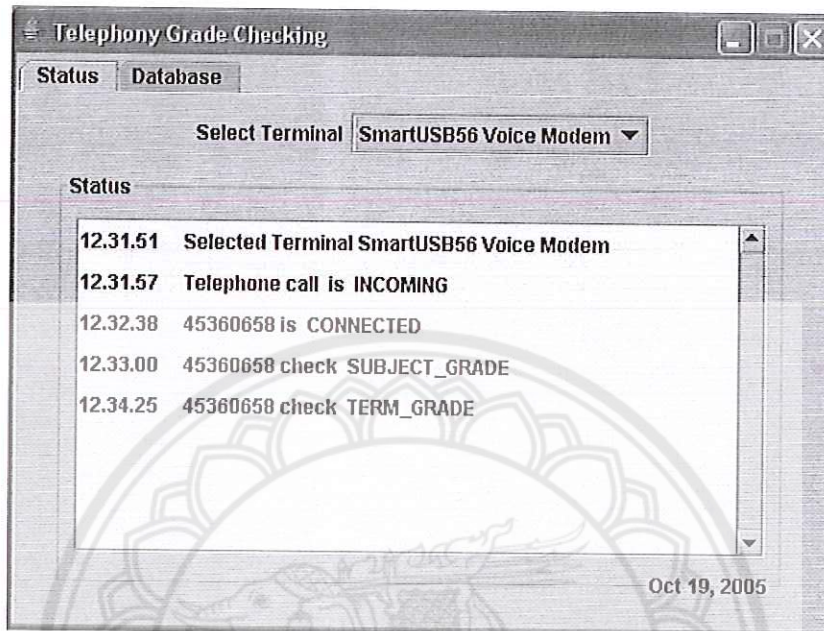 Telephony Grade Checking
Status Database
Select Terminal SmartUSB56 Voice Modem
Status
12.31.51 Selected Terminal SmartUSB56 Voice Modem
12.31.57 Telephone call is INCOMING
12.32.38 45360658 is CONNECTED
12.33.00 45360658 check SUBJECT_GRADE
12.34.25 45360658 check TERM_GRADE
Oct 19, 2005